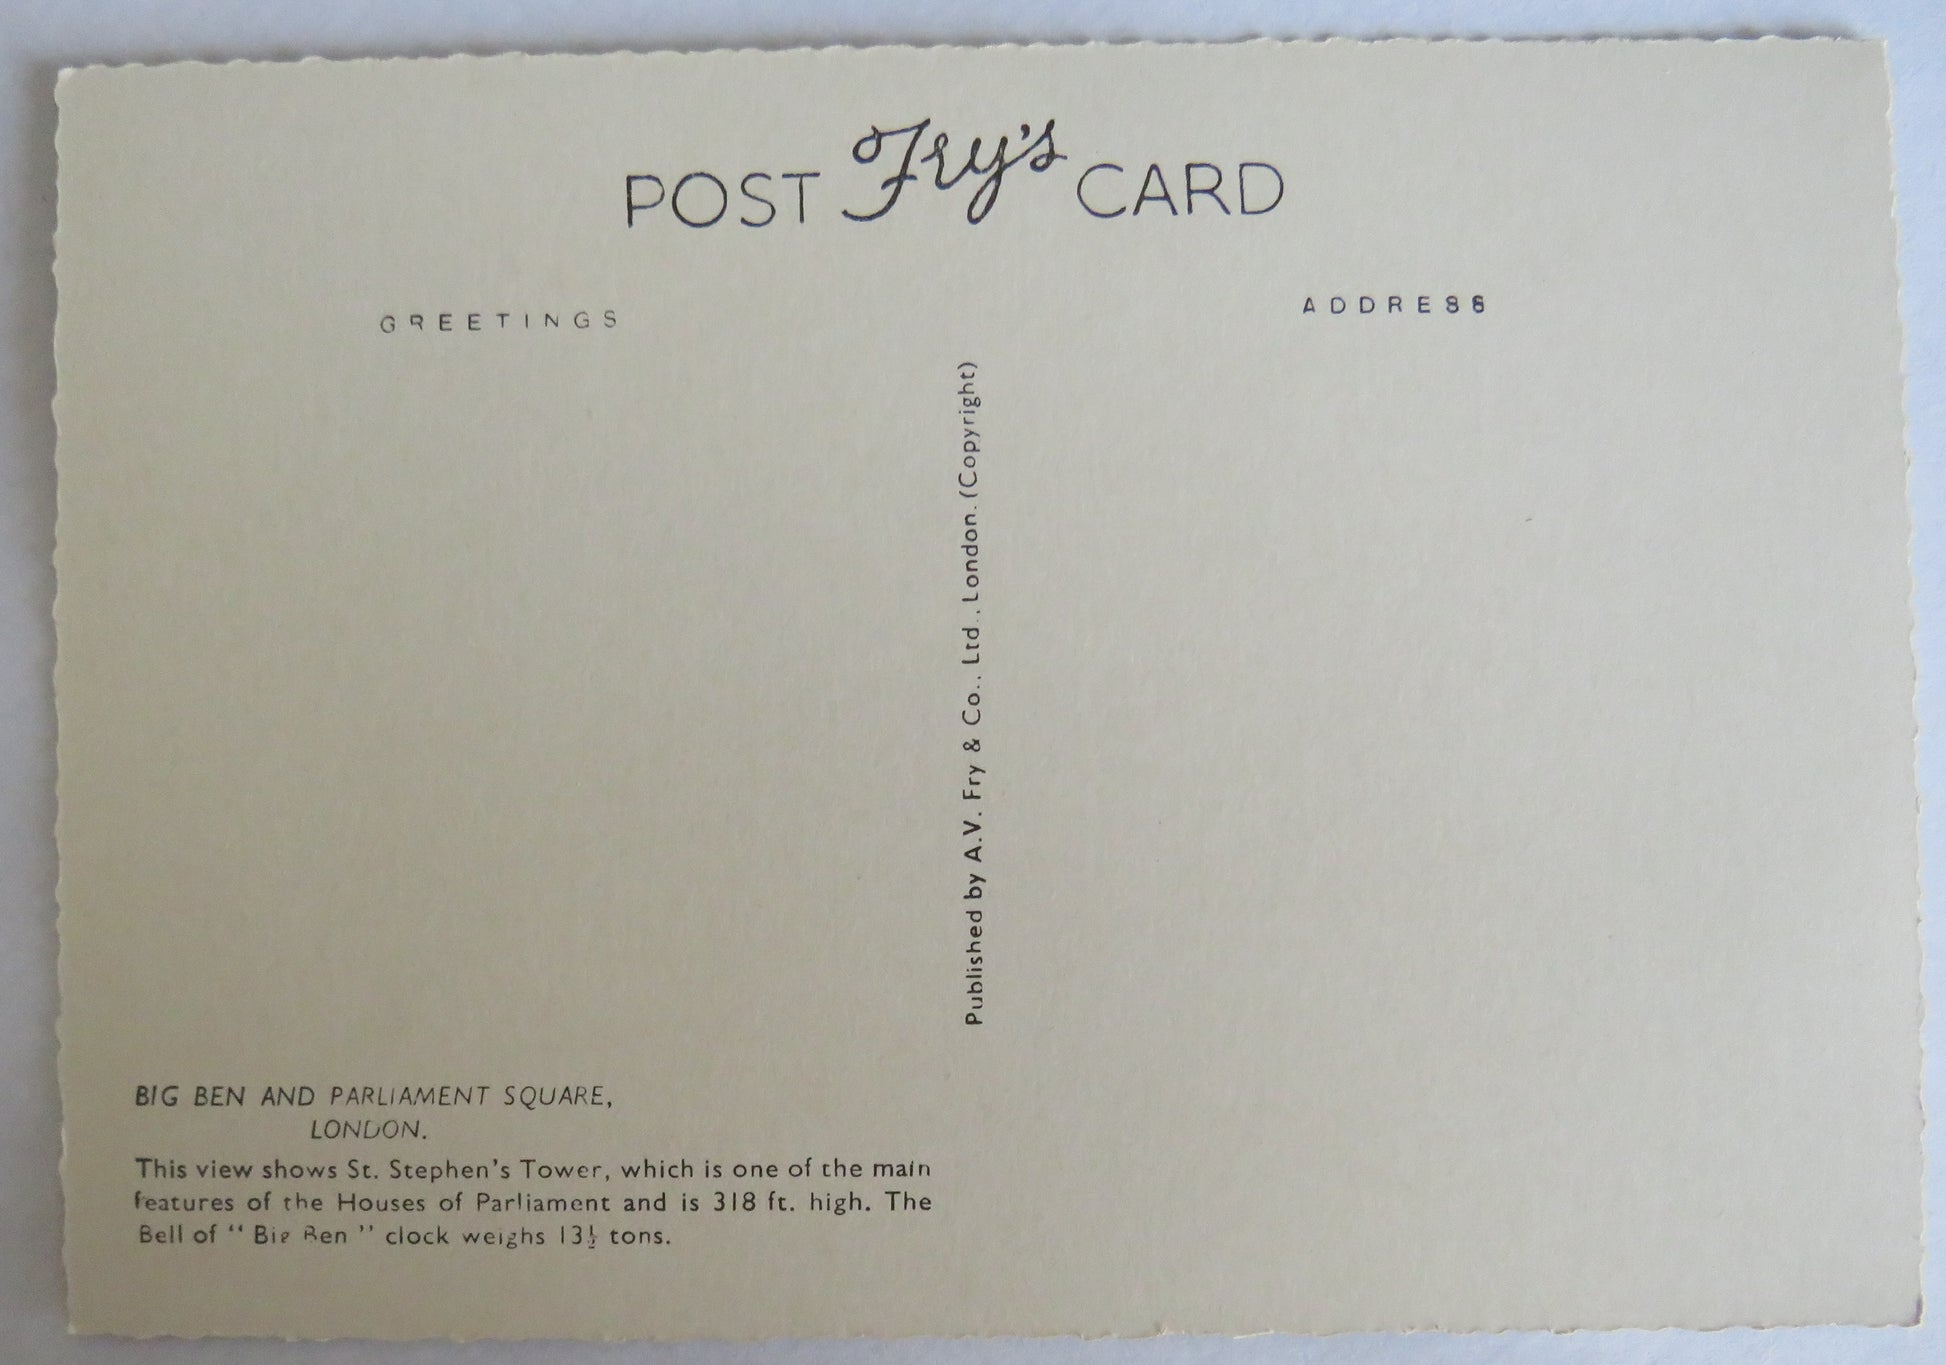 POST Fry's CARD
GREETINGS
ADDRESS
Published by A.V. Fry & Co., Ltd., London. (Copyright)
BIG BEN AND PARLIAMENT SQUARE,
LONDON.
This view shows St. Stephen's Tower, which is one of the main
features of the Houses of Parliament and is 318 ft. high. The
Bell of “ Big Ben ” clock weighs 13½ tons.